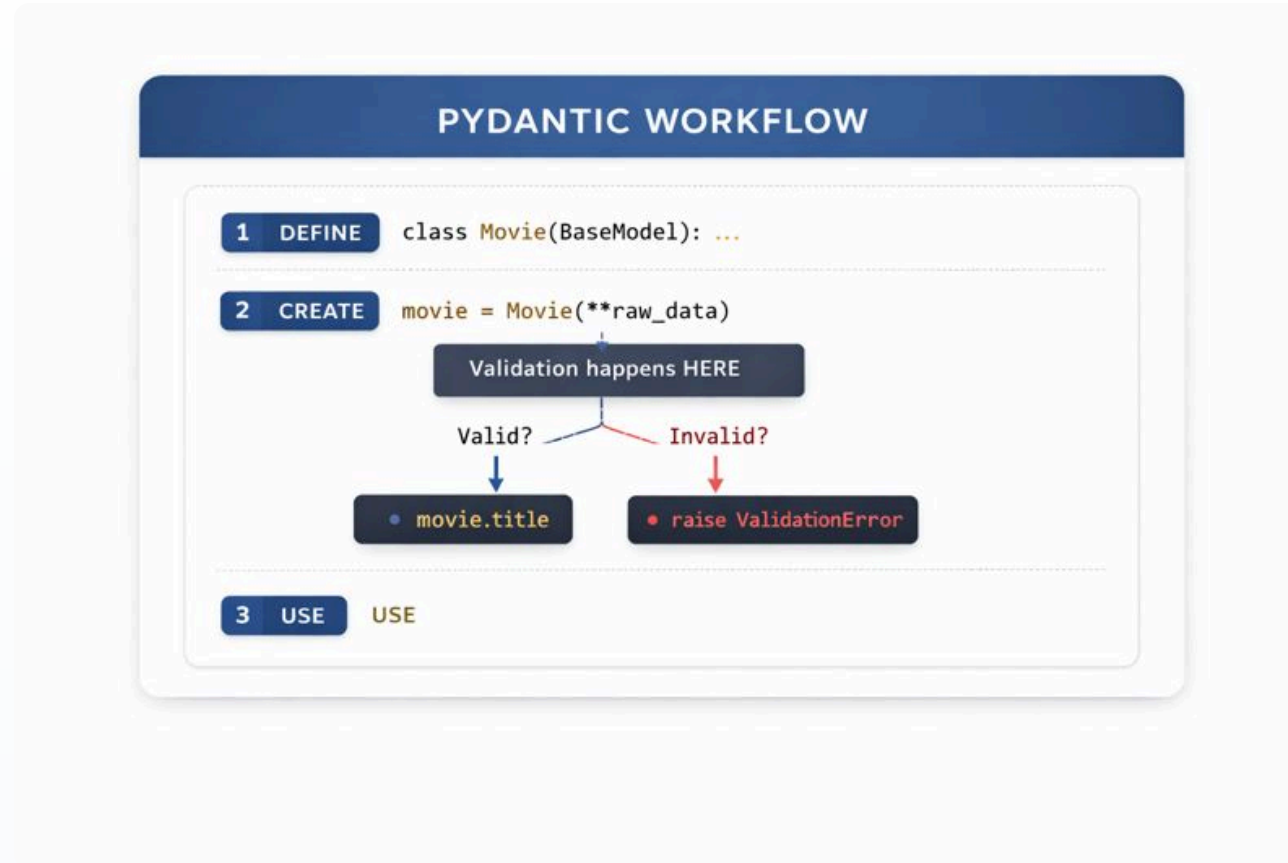 PYDANTIC WORKFLOW
1 DEFINE class Movie(BaseModel): ...
2 CREATE movie = Movie(**raw_data)
Validation happens HERE
Valid? Invalid?
• movie.title • raise ValidationError
3 USE USE